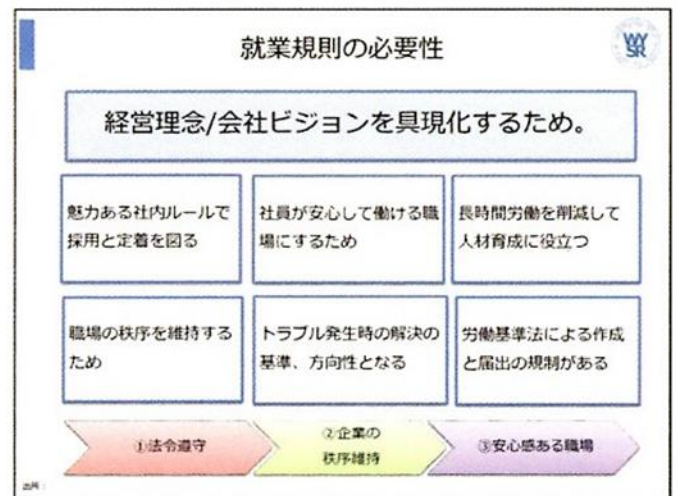 就業規則の必要性
WY
SR
経営理念/会社ビジョンを具現化するため。
魅力ある社内ルールで
採用と定着を図る
社員が安心して働ける職
場にするため
長時間労働を削減して
人材育成に役立つ
職場の秩序を維持する
ため
トラブル発生時の解決の
基準、方向性となる
労働基準法による作成
と届出の規制がある
①法令遵守
②企業の
秩序維持
③安心感ある職場
出所：